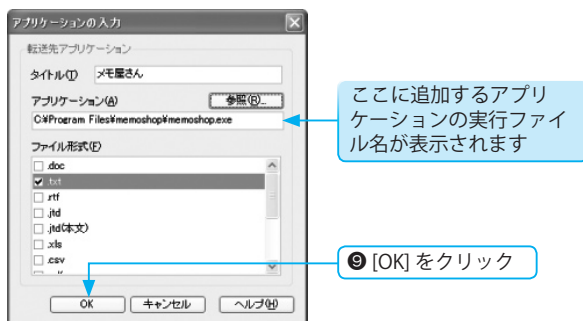 アプリケーションの入力
転送先アプリケーション
タイトル(T) メモ屋さん
アプリケーション(A) 参照(R)...
C:¥Program Files¥memoshop¥memoshop.exe
ファイル形式(F)
.doc
.txt
.rtf
.jtd
.jtd(本文)
.xls
.csv
OK キャンセル ヘルプ(H)
ここに追加するアプリ
ケーションの実行ファイ
ル名が表示されます
❾ [OK] をクリック